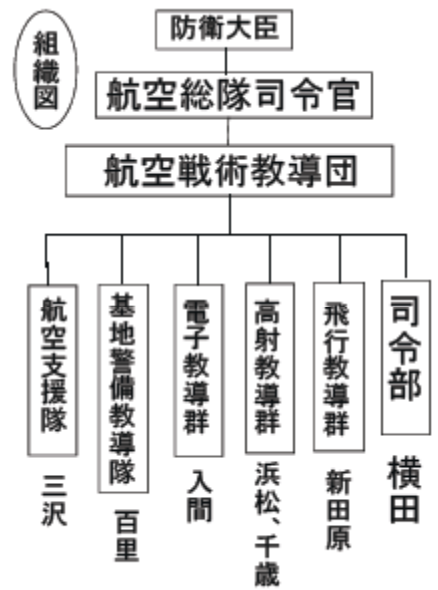 組織図
防衛大臣
航空総隊司令官
航空戦術教導団
司令部
横田
飛行教導群
新田原
高射教導群
浜松、千歳
電子教導群
入間
基地警備教導隊
百里
航空支援隊
三沢